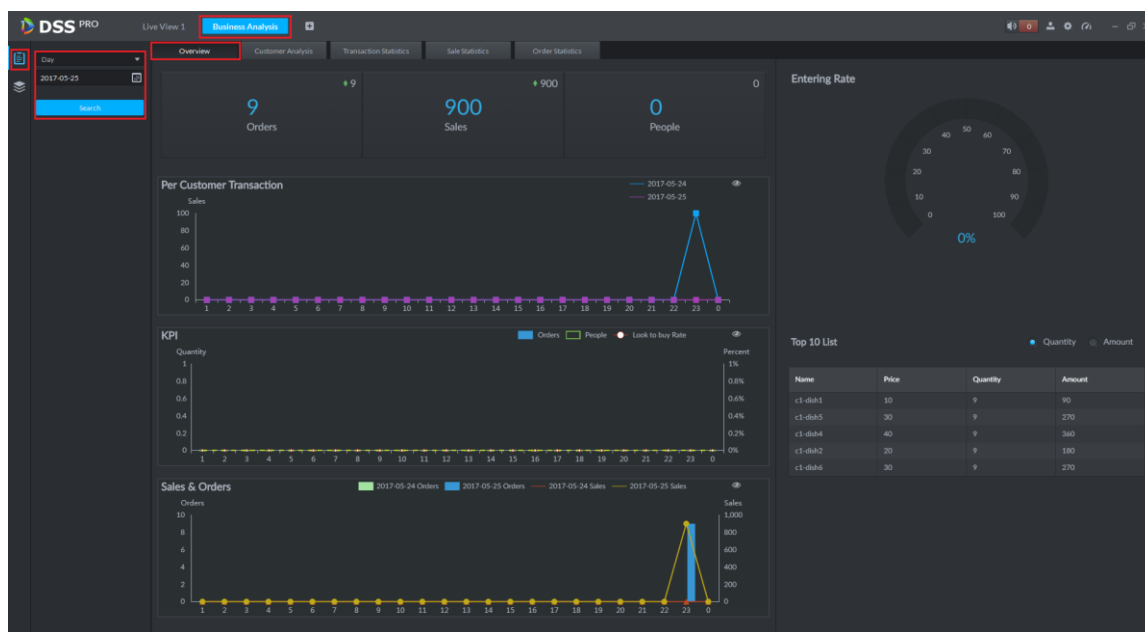 DSS PRO
Live View 1
Business Analysis
0
Overview
Customer Analysis
Transaction Statistics
Sale Statistics
Order Statistics
Day
2017-05-25
Search
9
9
Orders
900
900
Sales
0
0
People
Entering Rate
0 10 20 30 40 50 60 70 80 90 100
0%
Per Customer Transaction
2017-05-24
2017-05-25
Sales
100
80
60
40
20
0
1 2 3 4 5 6 7 8 9 10 11 12 13 14 15 16 17 18 19 20 21 22 23 0
KPI
Orders People Look to buy Rate
Quantity Percent
1 1%
0.8 0.8%
0.6 0.6%
0.4 0.4%
0.2 0.2%
0 0%
1 2 3 4 5 6 7 8 9 10 11 12 13 14 15 16 17 18 19 20 21 22 23 0
Top 10 List
Quantity Amount
Name Price Quantity Amount
c1-dish1 10 9 90
c1-dish5 30 9 270
c1-dish4 40 9 360
c1-dish2 20 9 180
c1-dish6 30 9 270
Sales & Orders
2017-05-24 Orders 2017-05-25 Orders 2017-05-24 Sales 2017-05-25 Sales
Orders Sales
10 1,000
8 800
6 600
4 400
2 200
0 0
1 2 3 4 5 6 7 8 9 10 11 12 13 14 15 16 17 18 19 20 21 22 23 0